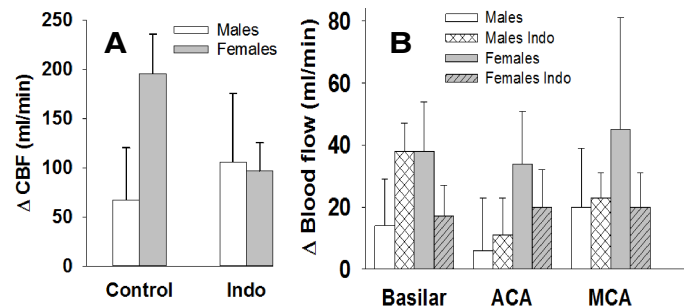 A
Males
Females
Δ CBF (ml/min)
250
200
150
100
50
0
Control Indo
B
Males
Males Indo
Females
Females Indo
Δ Blood flow (ml/min)
80
60
40
20
0
Basilar ACA MCA